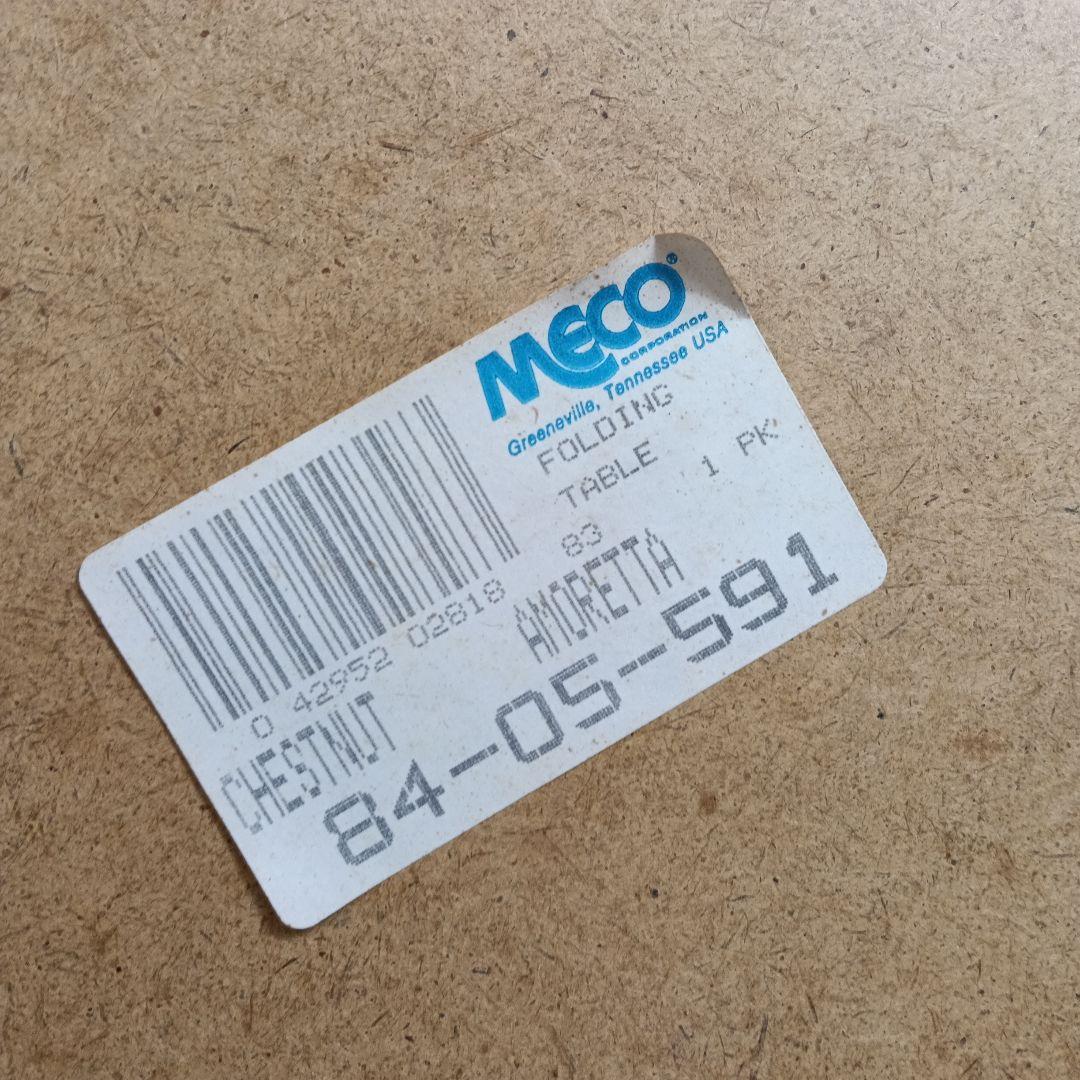 MECO®
CORPORATION
Greeneville, Tennessee USA
FOLDING
TABLE 1 PK
83
0 42952 02818
CHESTNUT AMORETTA
84-05-591